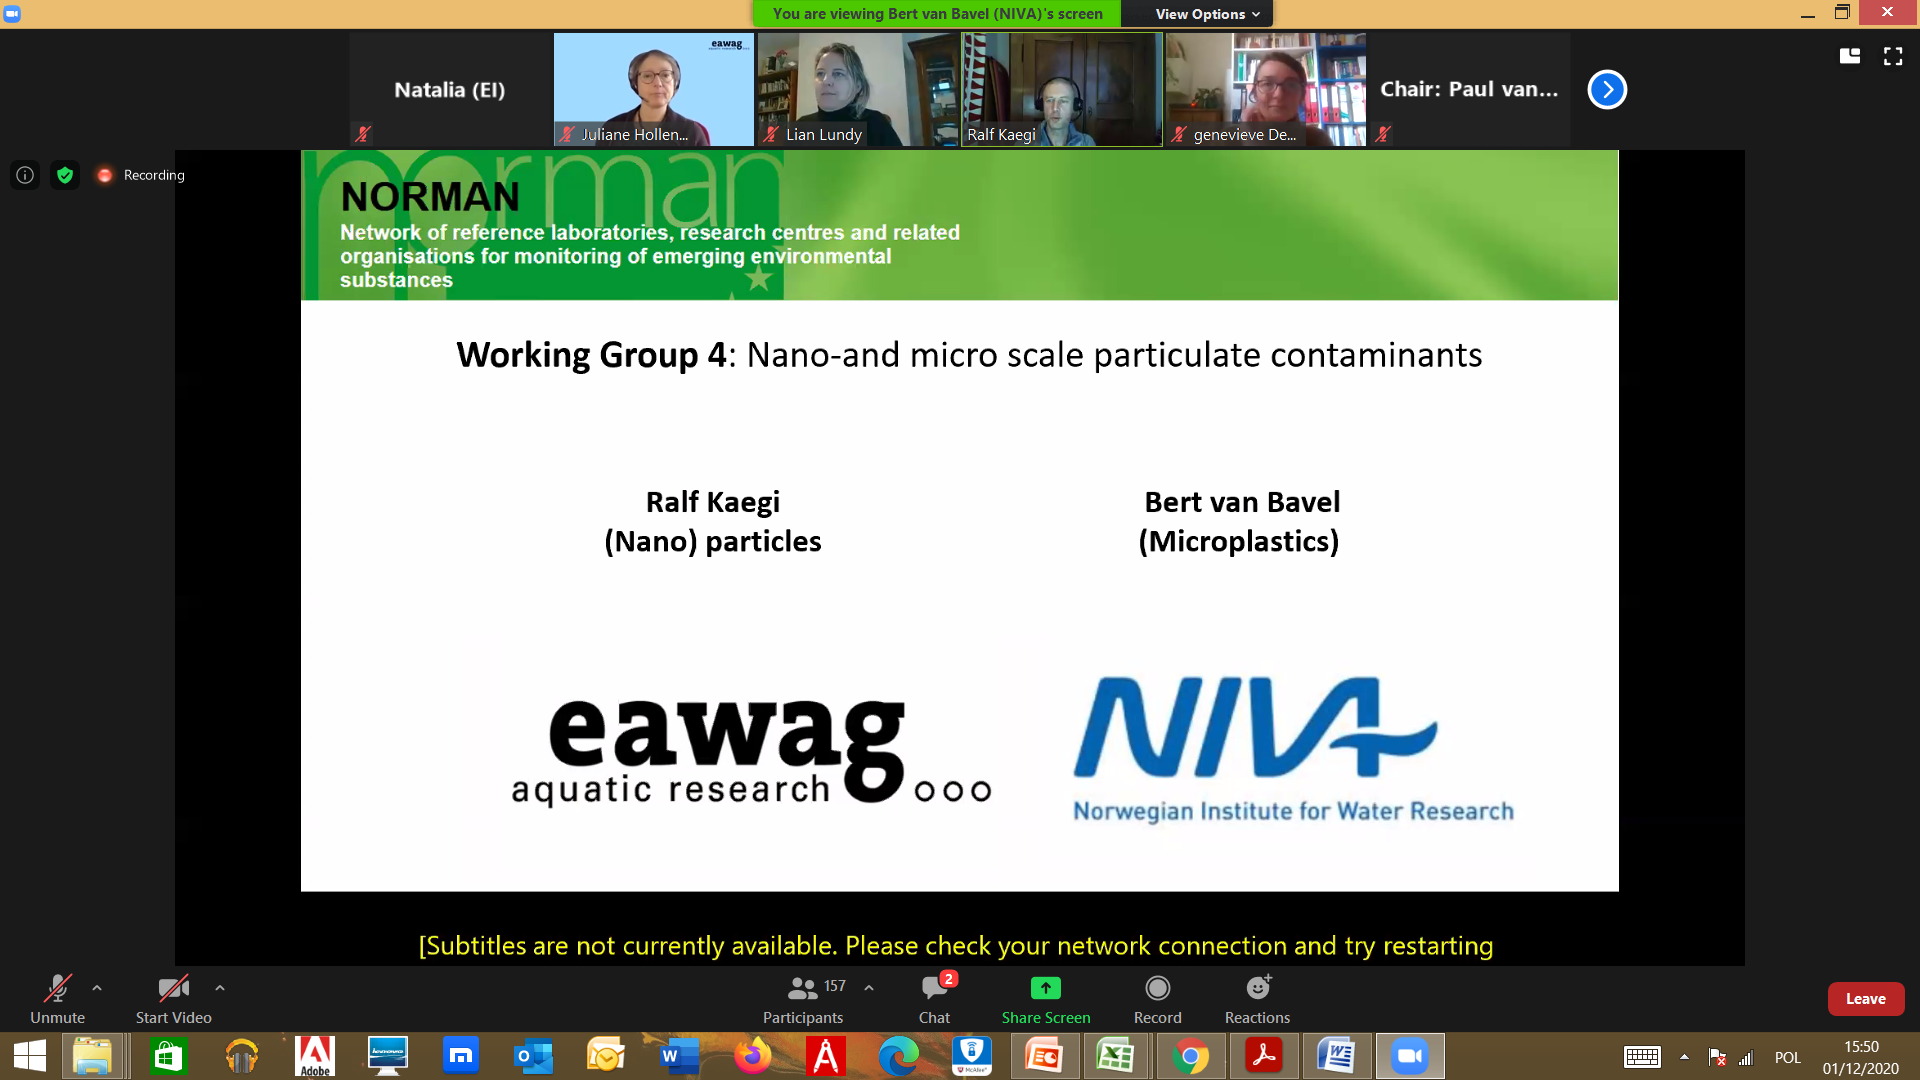 You are viewing Bert van Bavel (NIVA)'s screen
View Options
Natalia (EI)
eawag
Juliane Hollen...
Lian Lundy
Ralf Kaegi
genevieve De...
Chair: Paul van...
Recording
NORMAN
Network of reference laboratories, research centres and related
organisations for monitoring of emerging environmental
substances
Working Group 4: Nano-and micro scale particulate contaminants
Ralf Kaegi
(Nano) particles
Bert van Bavel
(Microplastics)
eawag
aquatic research
NIVA
Norwegian Institute for Water Research
[Subtitles are not currently available. Please check your network connection and try restarting
Unmute
Start Video
157
Participants
2
Chat
Share Screen
Record
Reactions
Leave
Adobe
lenovo
McAfee
POL
15:50
01/12/2020